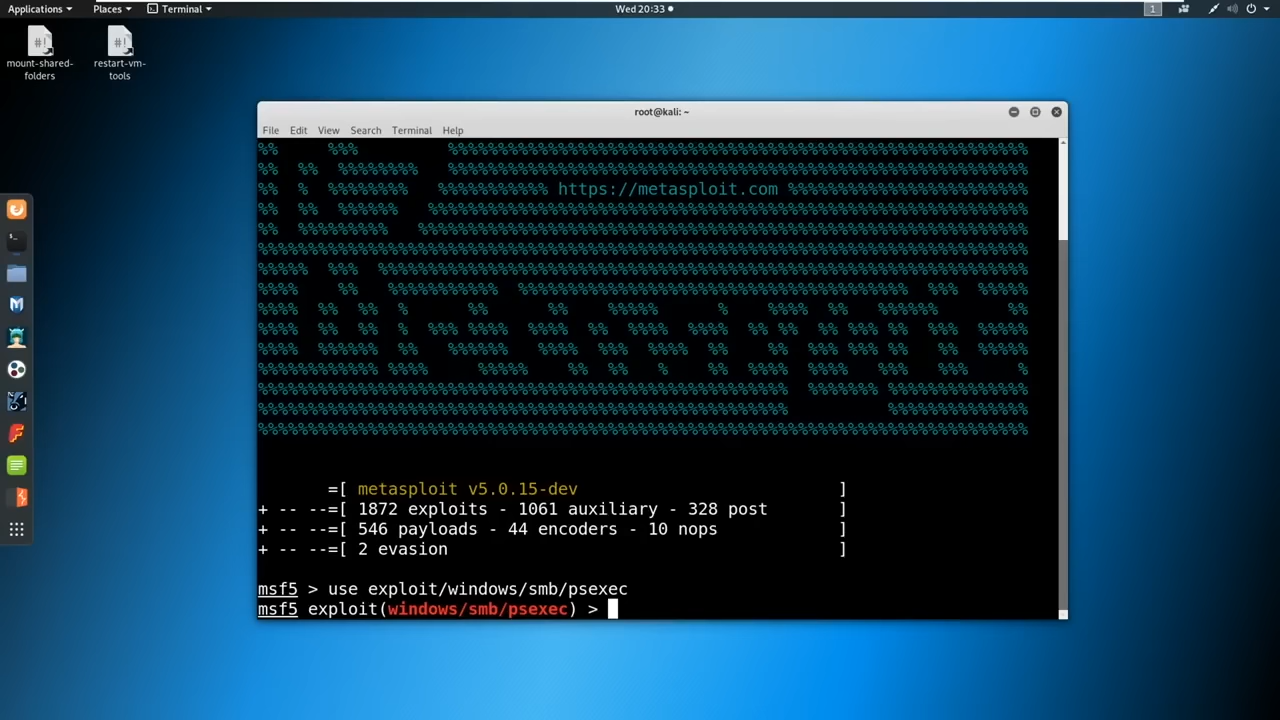 Applications Places Terminal Wed 20:33 1
mount-shared-
folders
restart-vm-
tools
root@kali: ~
File Edit View Search Terminal Help
%% %%% %%%%%%%%%%%%%%%%%%%%%%%%%%%%%%%%%%%%%%%%%%%%%%%%%%%%%%
%% %% %%%%%%%% %%%%%%%%%%%%%%%%%%%%%%%%%%%%%%%%%%%%%%%%%%%%%%%%%%
%% % %%%%%%%% %%%%%%%%%%% https://metasploit.com %%%%%%%%%%%%%%%%%%%%%%%%
%% %% %%%%%% %%%%%%%%%%%%%%%%%%%%%%%%%%%%%%%%%%%%%%%%%%%%%%%%%%%%
%% %%%%%%%%% %%%%%%%%%%%%%%%%%%%%%%%%%%%%%%%%%%%%%%%%%%%%%%%%%%%%%
%%%%%%%%%%%%%%%%%%%%%%%%%%%%%%%%%%%%%%%%%%%%%%%%%%%%%%%%%%%%%%%%%%%%%%%%%%%%%%%
%%%%% %%% %%%%%%%%%%%%%%%%%%%%%%%%%%%%%%%%%%%%%%%%%%%%%%%%%%%%%%%%%%%%%%%%%
%%%% %% %%%%%%%%%%% %%%%%%%%%%%%%%%%%%%%%%%%%%%%%%%%%%%%%%% %%% %%%%%
%%%% %% %% % %% %% %%%%% % %%%% %% %%%%%% %%
%%%% %% %% % %%% %%%% %%%% %% %%%% %%%% %% %% %% %%% %% %%% %%%%%
%%%% %%%%%% %% %%%%%% %%%% %%% %%%% %% %% %%% %%% %% %% %%%%%
%%%%%%%%%%%% %%%% %%%%% %% %% % %% %%%% %%%% %%% %%% %
%%%%%%%%%%%%%%%%%%%%%%%%%%%%%%%%%%%%%%%%%%%%%%%%%%%%% %%%%%%% %%%%%%%%%%%%%%
%%%%%%%%%%%%%%%%%%%%%%%%%%%%%%%%%%%%%%%%%%%%%%%%%%%%% %%%%%%%%%%%%%%
%%%%%%%%%%%%%%%%%%%%%%%%%%%%%%%%%%%%%%%%%%%%%%%%%%%%%%%%%%%%%%%%%%%%%%%%%%%%%%%
=[ metasploit v5.0.15-dev ]
+ -- --=[ 1872 exploits - 1061 auxiliary - 328 post ]
+ -- --=[ 546 payloads - 44 encoders - 10 nops ]
+ -- --=[ 2 evasion ]
msf5 > use exploit/windows/smb/psexec
msf5 exploit(windows/smb/psexec) >